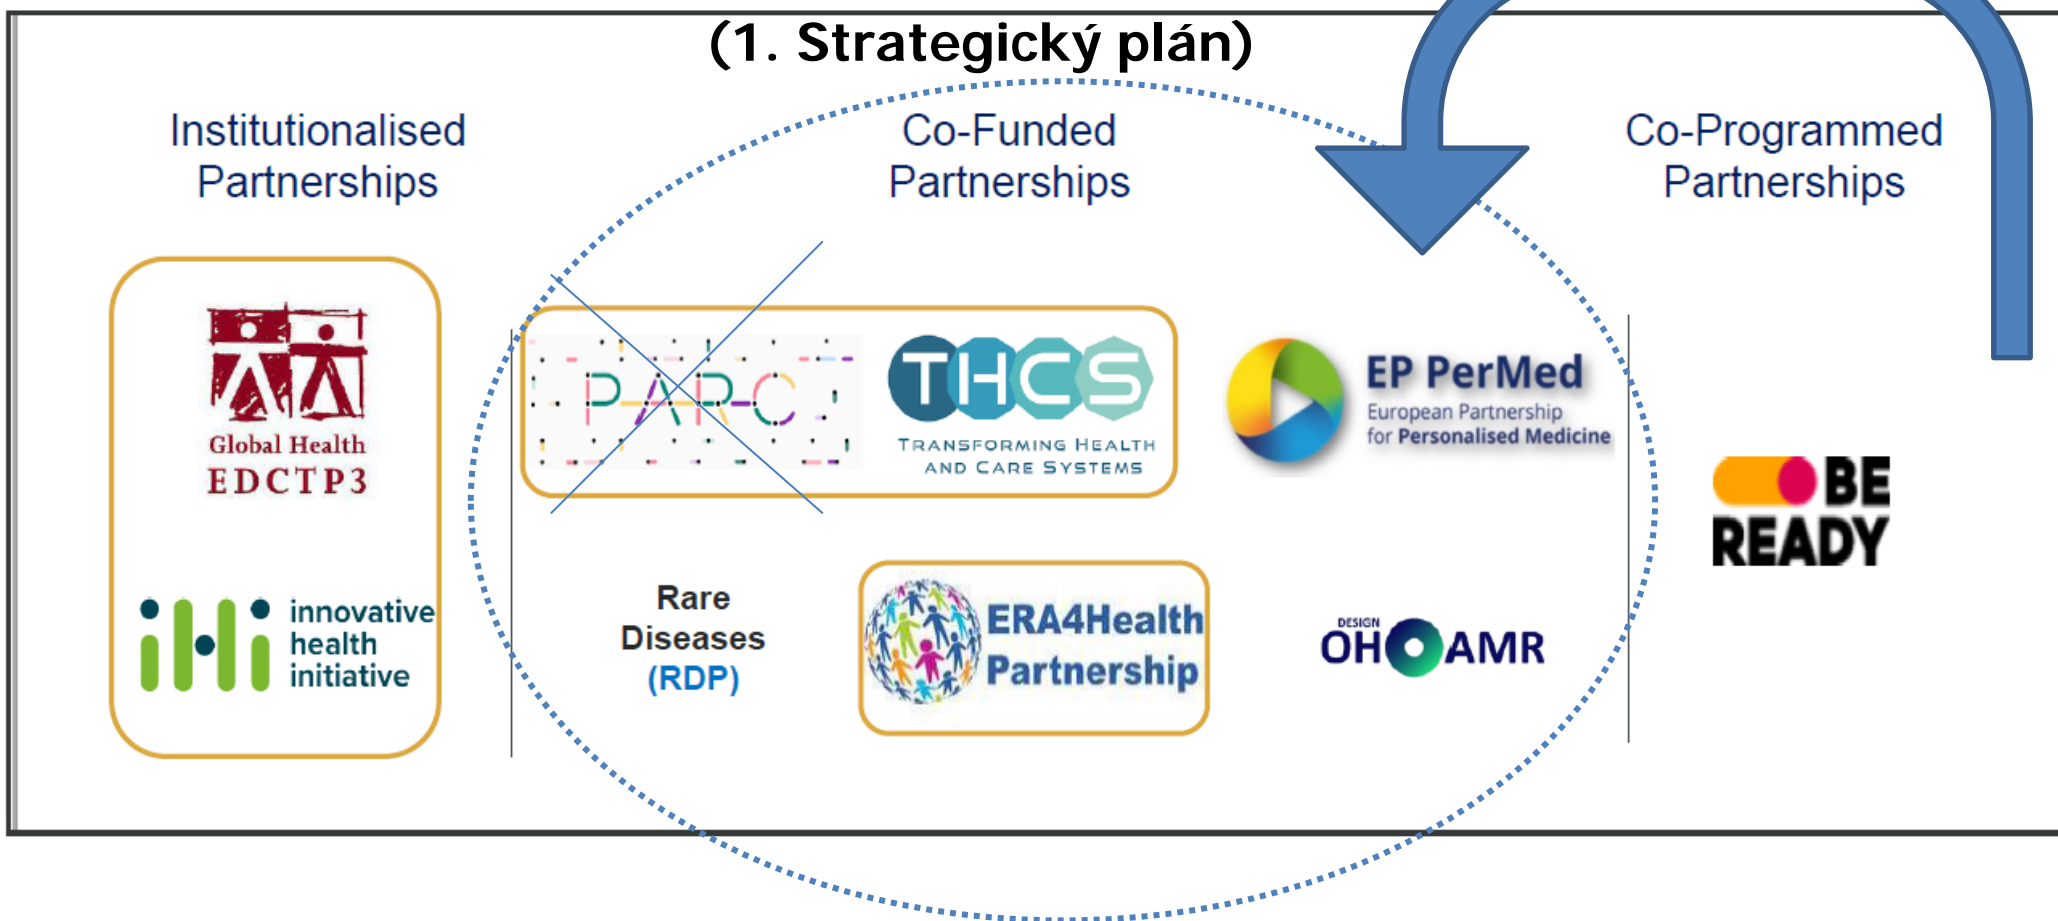 (1. Strategický plán)
Institutionalised
Partnerships
Co-Funded
Partnerships
Co-Programmed
Partnerships
Global Health
EDCTP3
innovative
health
initiative
PARC
THCS
TRANSFORMING HEALTH
AND CARE SYSTEMS
EP PerMed
European Partnership
for Personalised Medicine
Rare
Diseases
(RDP)
ERA4Health
Partnership
DESIGN
OH AMR
BE
READY